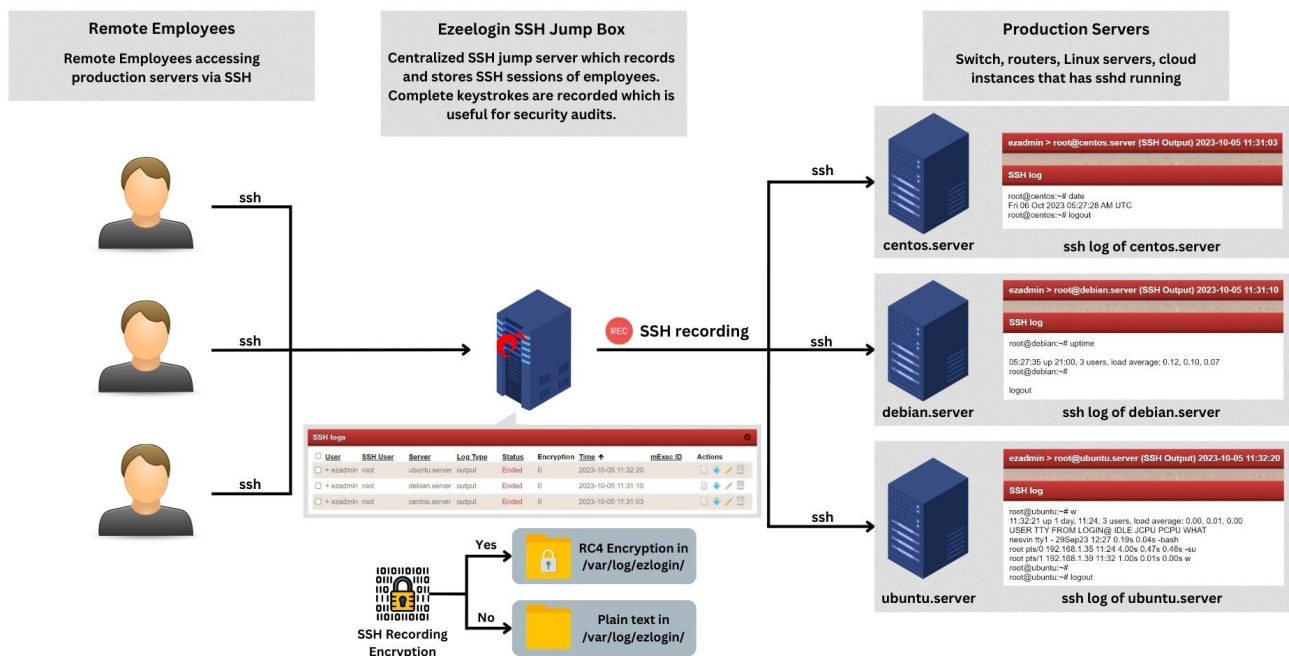 Remote Employees
Remote Employees accessing
production servers via SSH
Ezeelogin SSH Jump Box
Centralized SSH jump server which records
and stores SSH sessions of employees.
Complete keystrokes are recorded which is
useful for security audits.
Production Servers
Switch, routers, Linux servers, cloud
instances that has sshd running
ssh
ssh
ssh
REC SSH recording
ssh
ssh
ssh
centos.server
ezadmin > root@centos.server (SSH Output) 2023-10-05 11:31:03
SSH log
root@centos:~# date
Fri 06 Oct 2023 05:27:28 AM UTC
root@centos:~# logout
ssh log of centos.server
debian.server
ezadmin > root@debian.server (SSH Output) 2023-10-05 11:31:10
SSH log
root@debian:~# uptime
05:27:35 up 21:00, 3 users, load average: 0.12, 0.10, 0.07
root@debian:~#
logout
ssh log of debian.server
ubuntu.server
ezadmin > root@ubuntu.server (SSH Output) 2023-10-05 11:32:20
SSH log
root@ubuntu:~# w
11:32:21 up 1 day, 11:24, 3 users, load average: 0.00, 0.01, 0.00
USER TTY FROM LOGIN@ IDLE JCPU PCPU WHAT
nesvin tty1 - 29Sep23 12:27 0.19s 0.04s -bash
root pts/0 192.168.1.35 11:24 4.00s 0.47s 0.46s -su
root pts/1 192.168.1.39 11:32 1.00s 0.01s 0.00s w
root@ubuntu:~#
root@ubuntu:~# logout
ssh log of ubuntu.server
SSH logs
User SSH User Server Log Type Status Encryption Time ↑ mExec ID Actions
+ ezadmin root ubuntu.server output Ended 0 2023-10-05 11:32:20
+ ezadmin root debian.server output Ended 0 2023-10-05 11:31:10
+ ezadmin root centos.server output Ended 0 2023-10-05 11:31:03
SSH Recording
Encryption
Yes
RC4 Encryption in
/var/log/ezlogin/
No
Plain text in
/var/log/ezlogin/